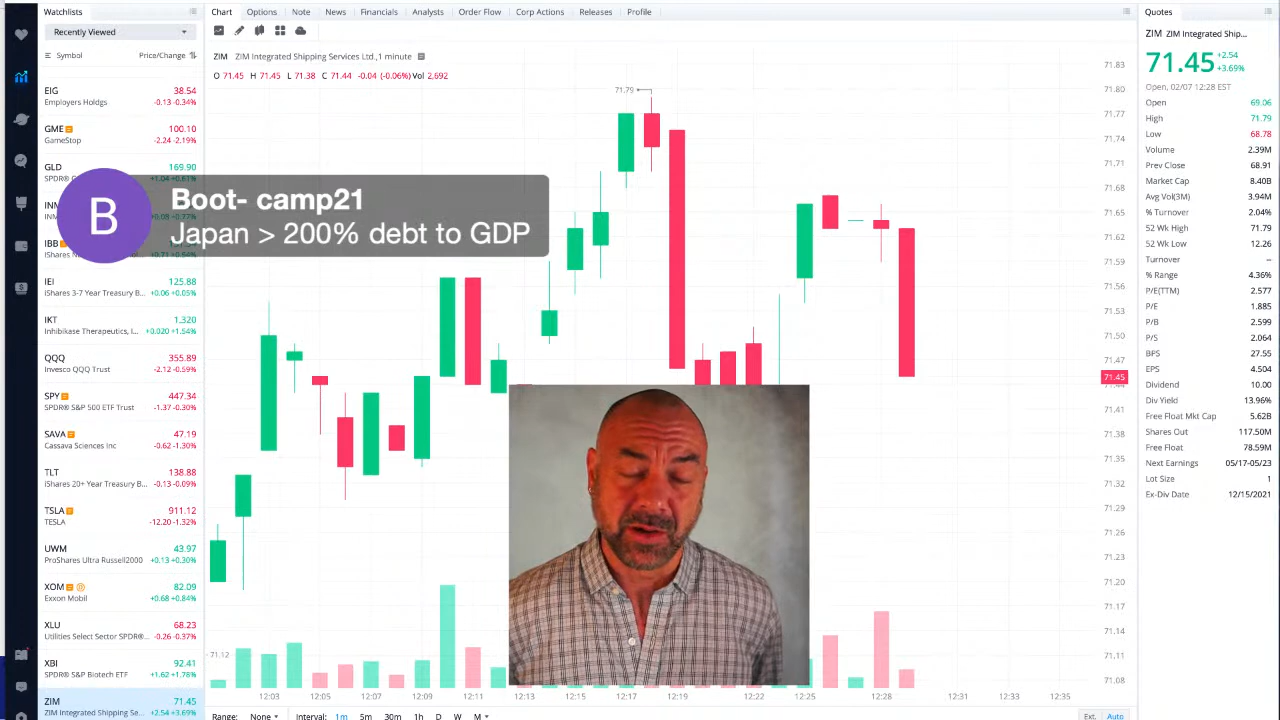 Watchlists
Recently Viewed
Symbol Price/Change
EIG 38.54
Employers Holdgs -0.13 -0.34%
GME 100.10
GameStop -2.24 -2.19%
GLD 169.90
SPDR® G +1.04 +0.61%
IBB
iShares
IEI 125.88
iShares 3-7 Year Treasury B... +0.06 +0.05%
IKT 1.320
Inhibikase Therapeutics, I... +0.020 +1.54%
QQQ 355.89
Invesco QQQ Trust -2.12 -0.59%
SPY 447.34
SPDR® S&P 500 ETF Trust -1.37 -0.30%
SAVA 47.19
Cassava Sciences Inc -0.62 -1.30%
TLT 138.88
iShares 20+ Year Treasury B... -0.13 -0.09%
TSLA 911.12
TESLA -12.20 -1.32%
UWM 43.97
ProShares Ultra Russell2000 +0.13 +0.30%
XOM 82.09
Exxon Mobil +0.68 +0.84%
XLU 68.23
Utilities Select Sector SPDR®... -0.26 -0.37%
XBI 92.41
SPDR® S&P Biotech ETF +1.62 +1.78%
ZIM 71.45
ZIM Integrated Shipping Se... +2.54 +3.69%
B
Boot- camp21
Japan > 200% debt to GDP
Chart Options Note News Financials Analysts Order Flow Corp Actions Releases Profile
ZIM ZIM Integrated Shipping Services Ltd.,1 minute
O 71.45 H 71.45 L 71.38 C 71.44 -0.04 (-0.06%) Vol 2,692
71.79
71.12
71.83
71.80
71.77
71.74
71.71
71.68
71.65
71.62
71.59
71.56
71.53
71.50
71.47
71.45
71.41
71.38
71.35
71.32
71.29
71.26
71.23
71.20
71.17
71.14
71.11
71.08
12:03 12:05 12:07 12:09 12:11 12:13 12:15 12:17 12:19 12:22 12:25 12:28 12:31 12:33 12:35
Range: None Interval: 1m 5m 30m 1h D W M Ext. Auto
Quotes
ZIM ZIM Integrated Ship...
71.45 +2.54
+3.69%
Open, 02/07 12:28 EST
Open 69.06
High 71.79
Low 68.78
Volume 2.39M
Prev Close 68.91
Market Cap 8.40B
Avg Vol(3M) 3.94M
% Turnover 2.04%
52 Wk High 71.79
52 Wk Low 12.26
Turnover --
% Range 4.36%
P/E(TTM) 2.577
P/E 1.885
P/B 2.599
P/S 2.064
BPS 27.55
EPS 4.504
Dividend 10.00
Div Yield 13.96%
Free Float Mkt Cap 5.62B
Shares Out 117.50M
Free Float 78.59M
Next Earnings 05/17-05/23
Lot Size 1
Ex-Div Date 12/15/2021